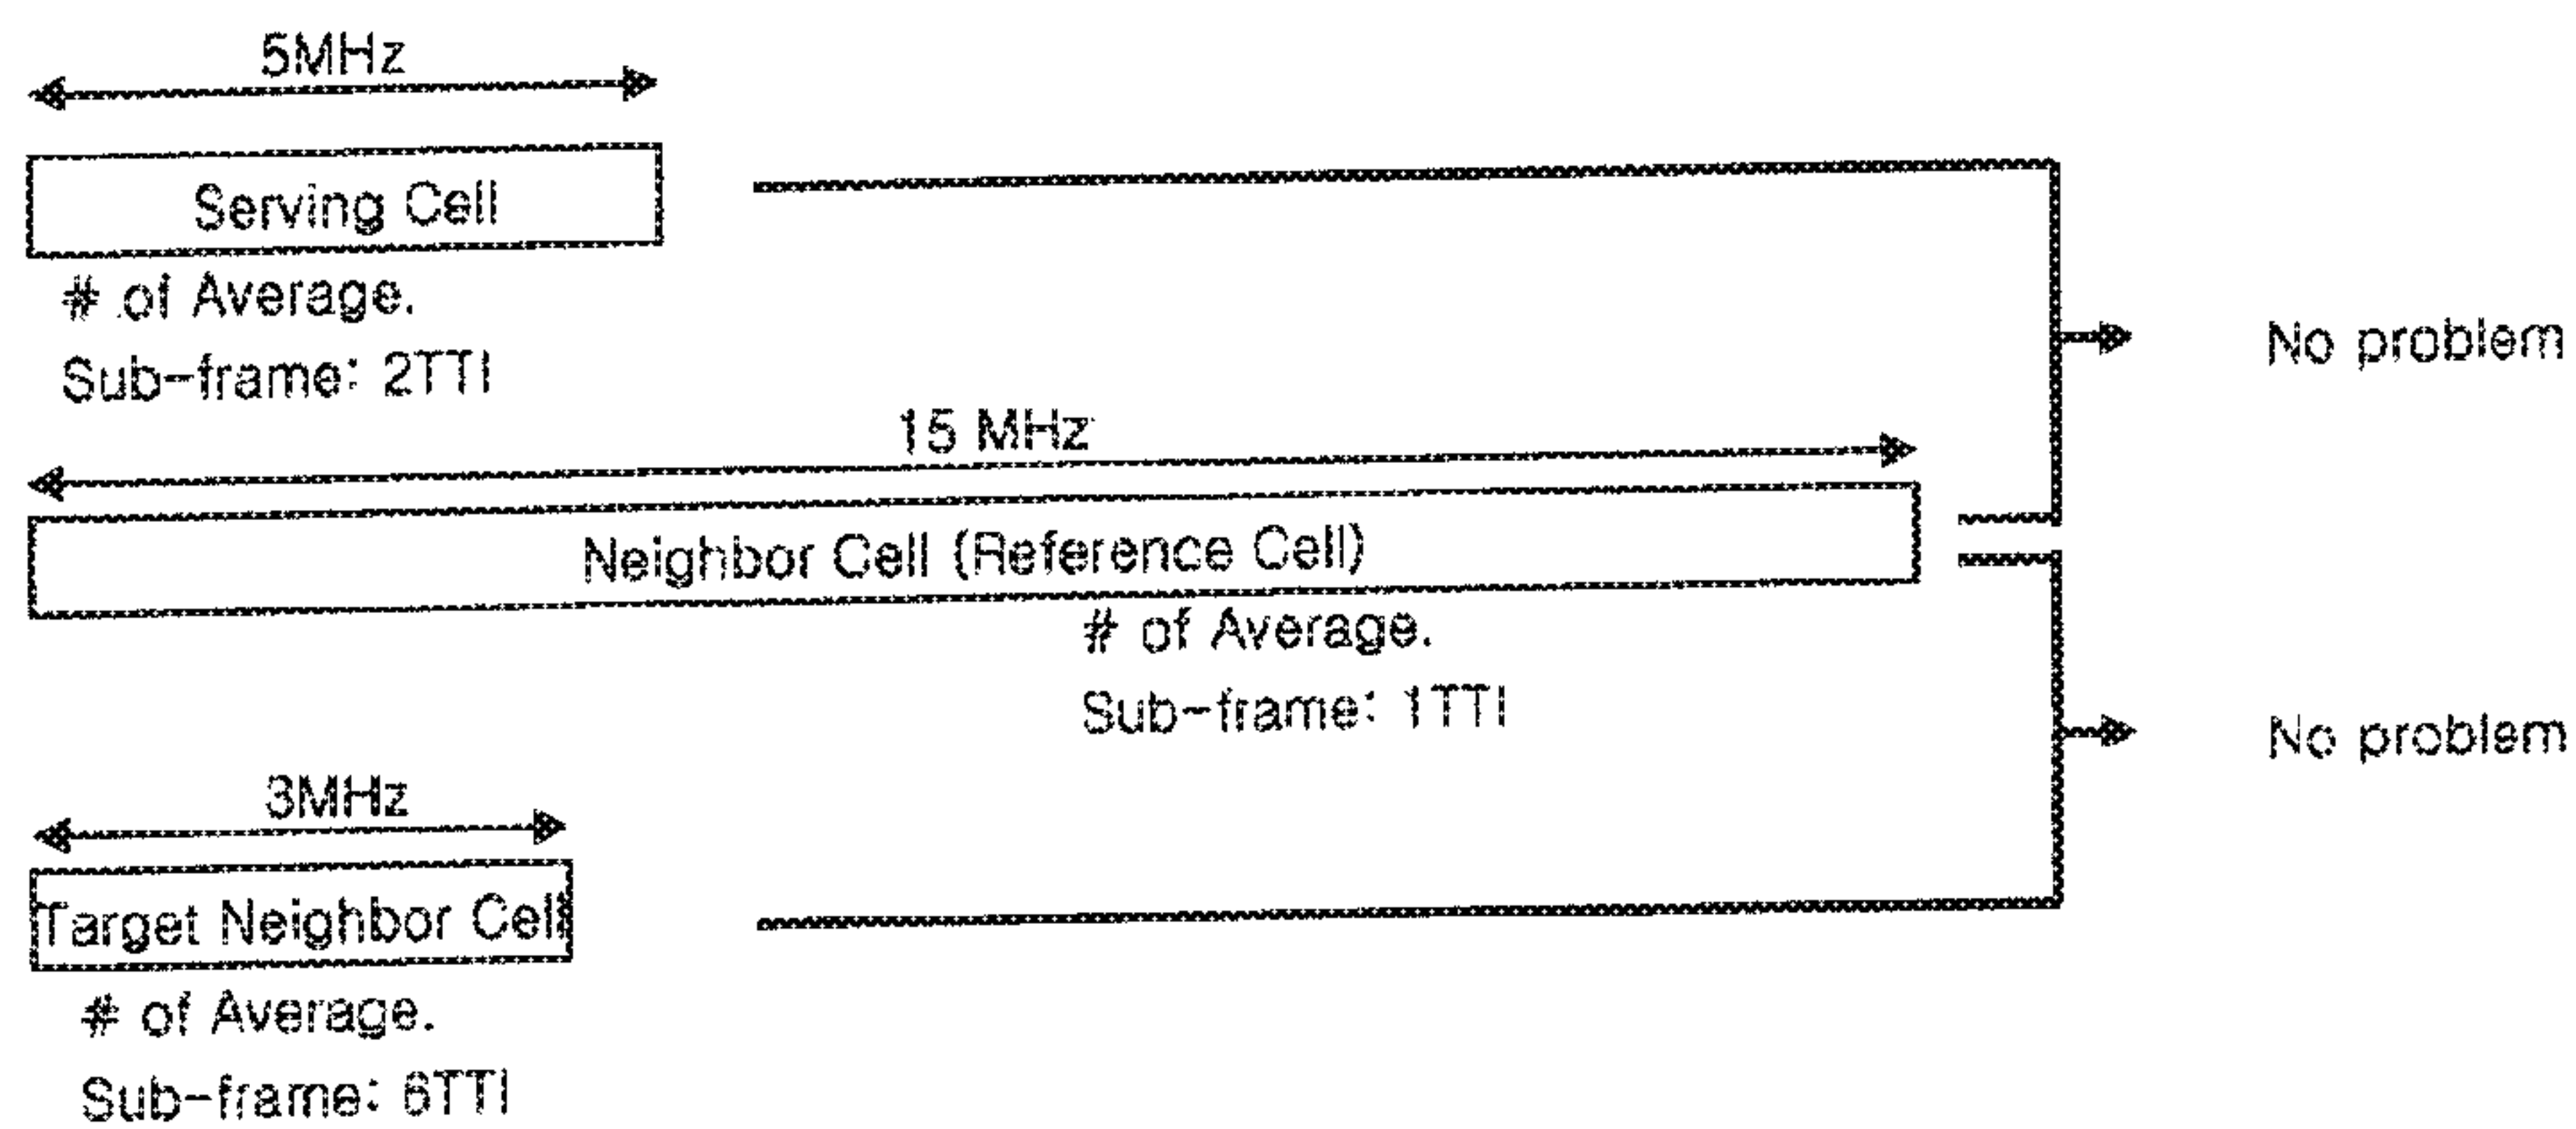 5MHz
Serving Cell
# of Average.
Sub-frame: 2TTI
No problem
15 MHz
Neighbor Cell (Reference Cell)
# of Average.
Sub-frame: 1TTI
No problem
3MHz
Target Neighbor Cell
# of Average.
Sub-frame: 6TTI